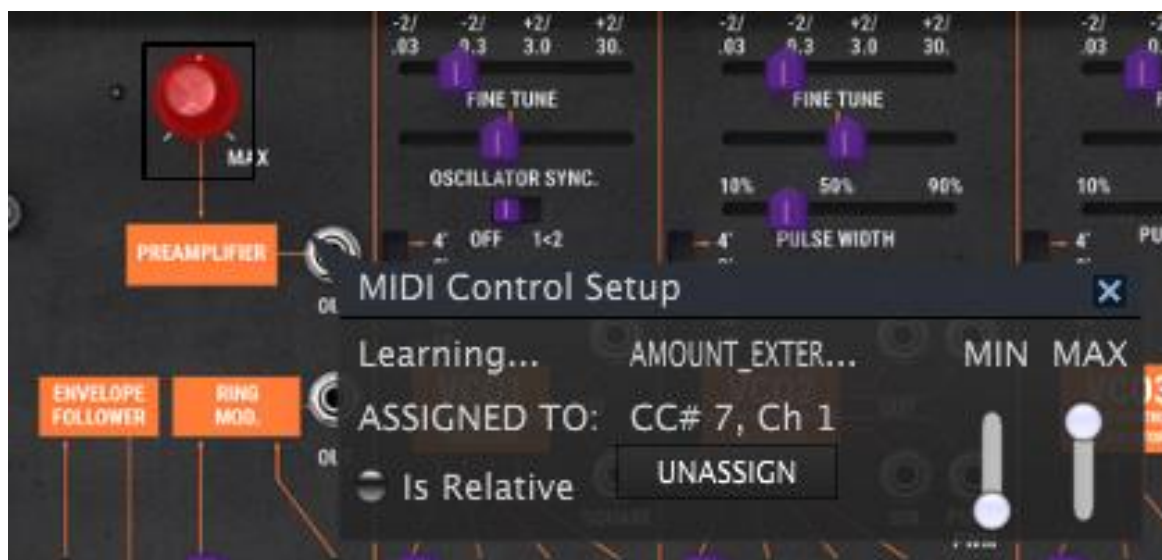 -2/ -2/ +2/ +2/ -2/ -2/ +2/ +2/ -2/
.03 0.3 3.0 30. .03 0.3 3.0 30. .03
FINE TUNE FINE TUNE
MAX
OSCILLATOR SYNC. 10% 50% 90% 10%
4' OFF 1<2 4' PULSE WIDTH 4' PU
PREAMPLIFIER
MIDI Control Setup
Learning... AMOUNT_EXTER... MIN MAX
ENVELOPE FOLLOWER
RING MOD.
ASSIGNED TO: CC# 7, Ch 1
Is Relative UNASSIGN